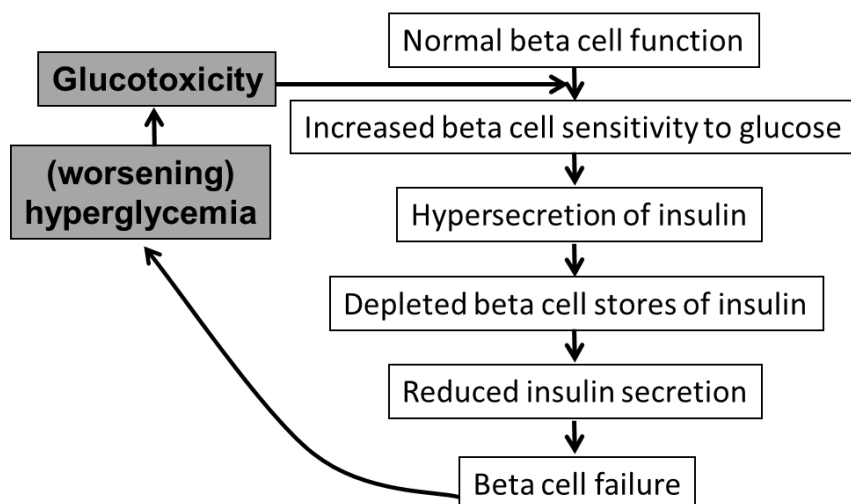 Normal beta cell function
Glucotoxicity
Increased beta cell sensitivity to glucose
(worsening)
hyperglycemia
Hypersecretion of insulin
Depleted beta cell stores of insulin
Reduced insulin secretion
Beta cell failure